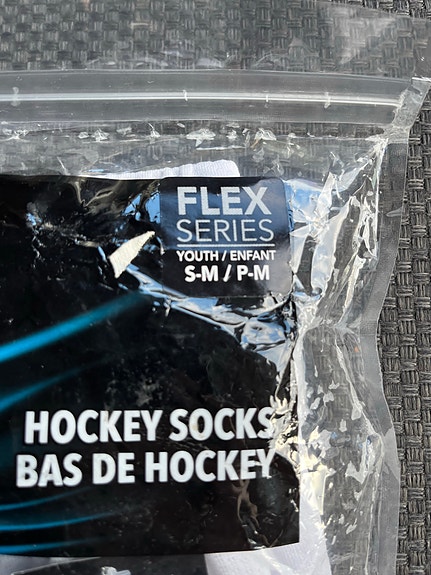 FLEX
SERIES
YOUTH / ENFANT
S-M / P-M
HOCKEY SOCKS
BAS DE HOCKEY